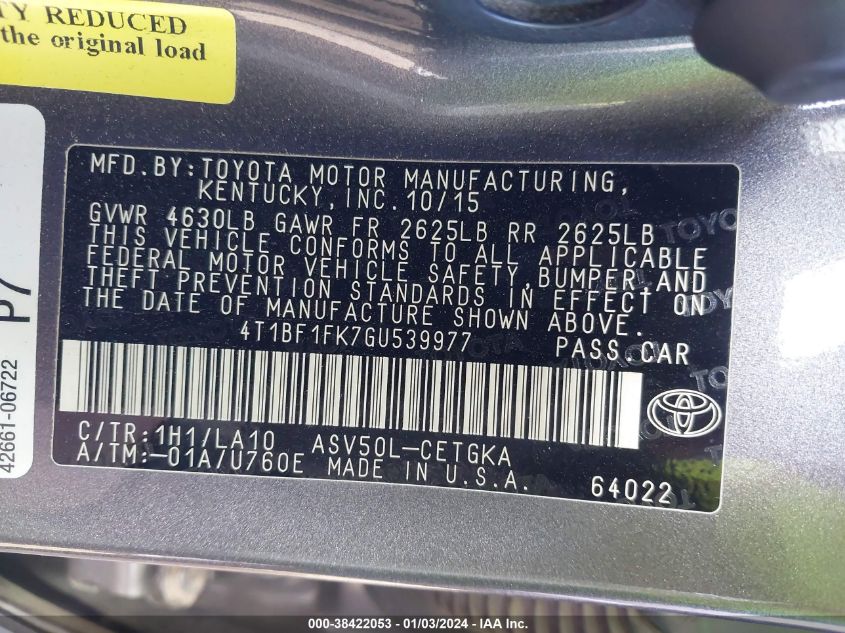 TY REDUCED
the original load
P7
42661-06722
MFD.BY:TOYOTA MOTOR MANUFACTURING,
KENTUCKY,INC.10/15
GVWR 4630LB GAWR FR 2625LB RR 2625LB
THIS VEHICLE CONFORMS TO ALL APPLICABLE
FEDERAL MOTOR VEHICLE SAFETY,BUMPER,AND
THEFT PREVENTION STANDARDS IN EFFECT ON
THE DATE OF MANUFACTURE SHOWN ABOVE.
4T1BF1FK7GU539977 PASS CAR
C/TR:1H1/LA10 ASV50L-CETGKA
A/TM:-01A/U760E MADE IN U.S.A.
64022
000-38422053 - 01/03/2024 - IAA Inc.